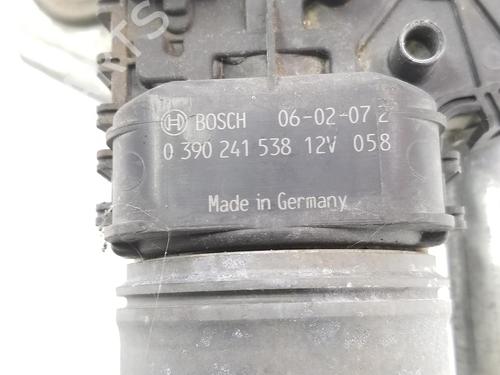 BOSCH 06-02-07 2
0 390 241 538 12V 058
Made in Germany